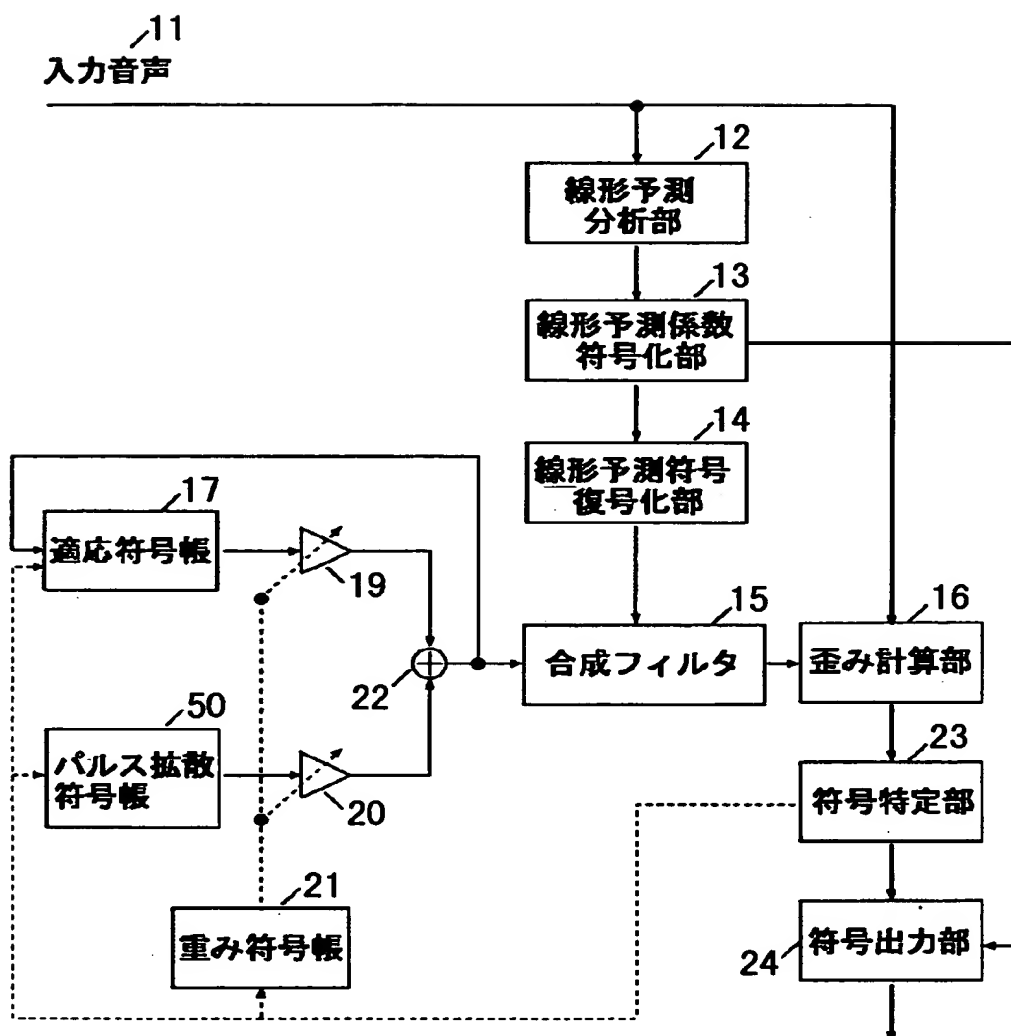 11
入力音声
12
線形予測
分析部
13
線形予測係数
符号化部
14
線形予測符号
復号化部
17
適応符号帳
19
15
合成フィルタ
16
歪み計算部
22
50
パルス拡散
符号帳
20
23
符号特定部
21
重み符号帳
24
符号出力部